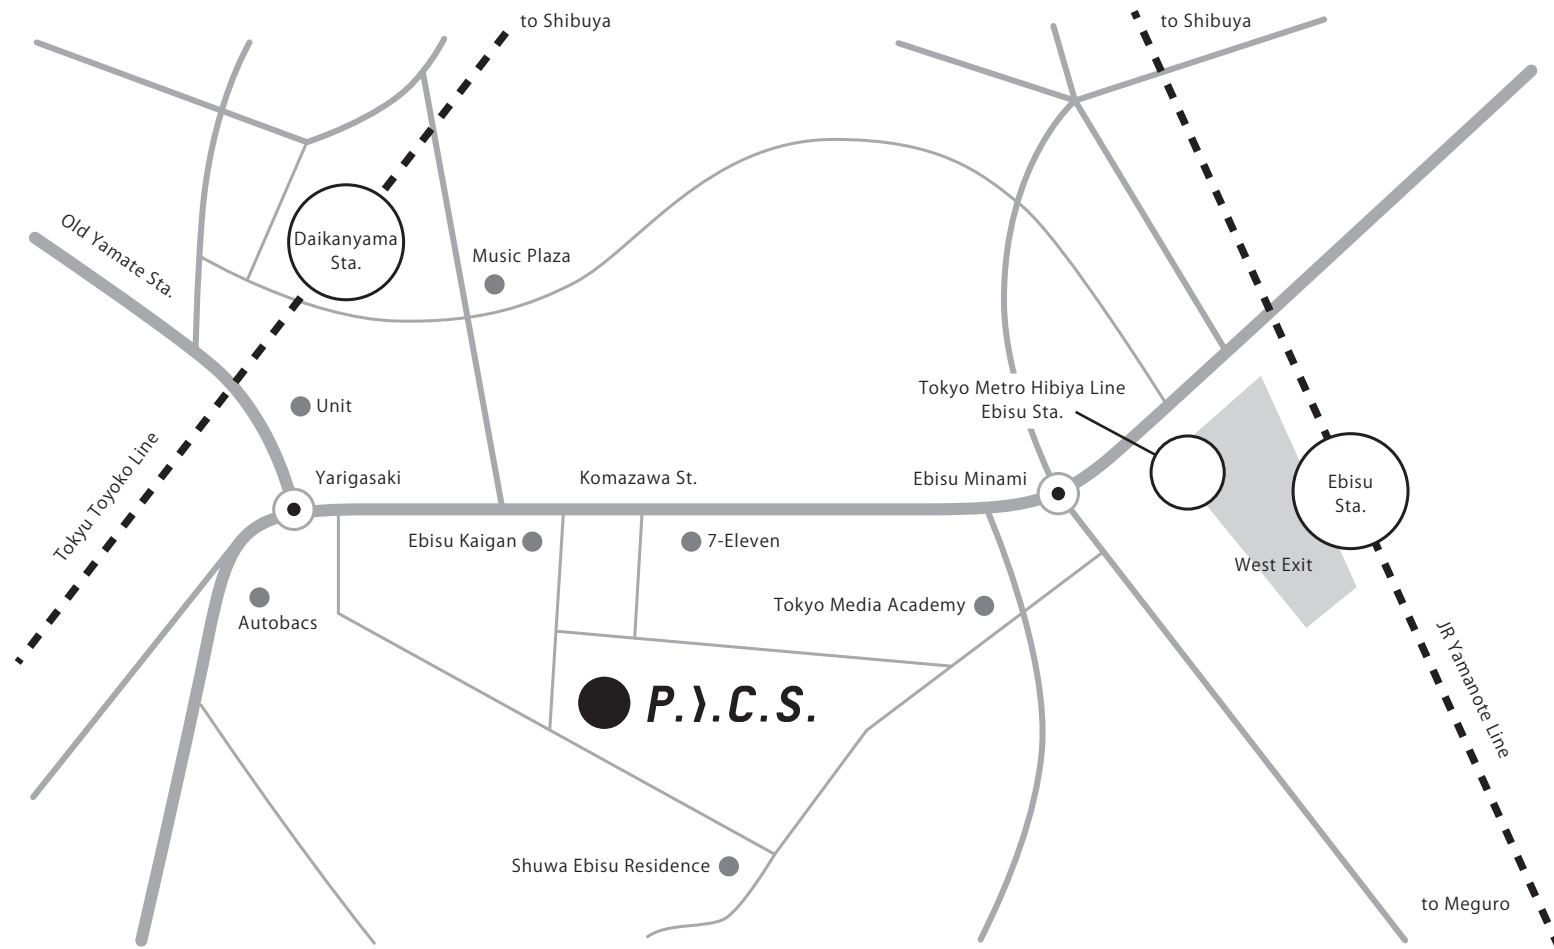 to Shibuya
to Shibuya
Old Yamate Sta.
Daikanyama
Sta.
Music Plaza
Unit
Tokyo Metro Hibiya Line
Ebisu Sta.
Tokyu Toyoko Line
Yarigasaki
Komazawa St.
Ebisu Minami
Ebisu
Sta.
Ebisu Kaigan
7-Eleven
West Exit
Autobacs
Tokyo Media Academy
P.I.C.S.
JR Yamanote Line
Shuwa Ebisu Residence
to Meguro